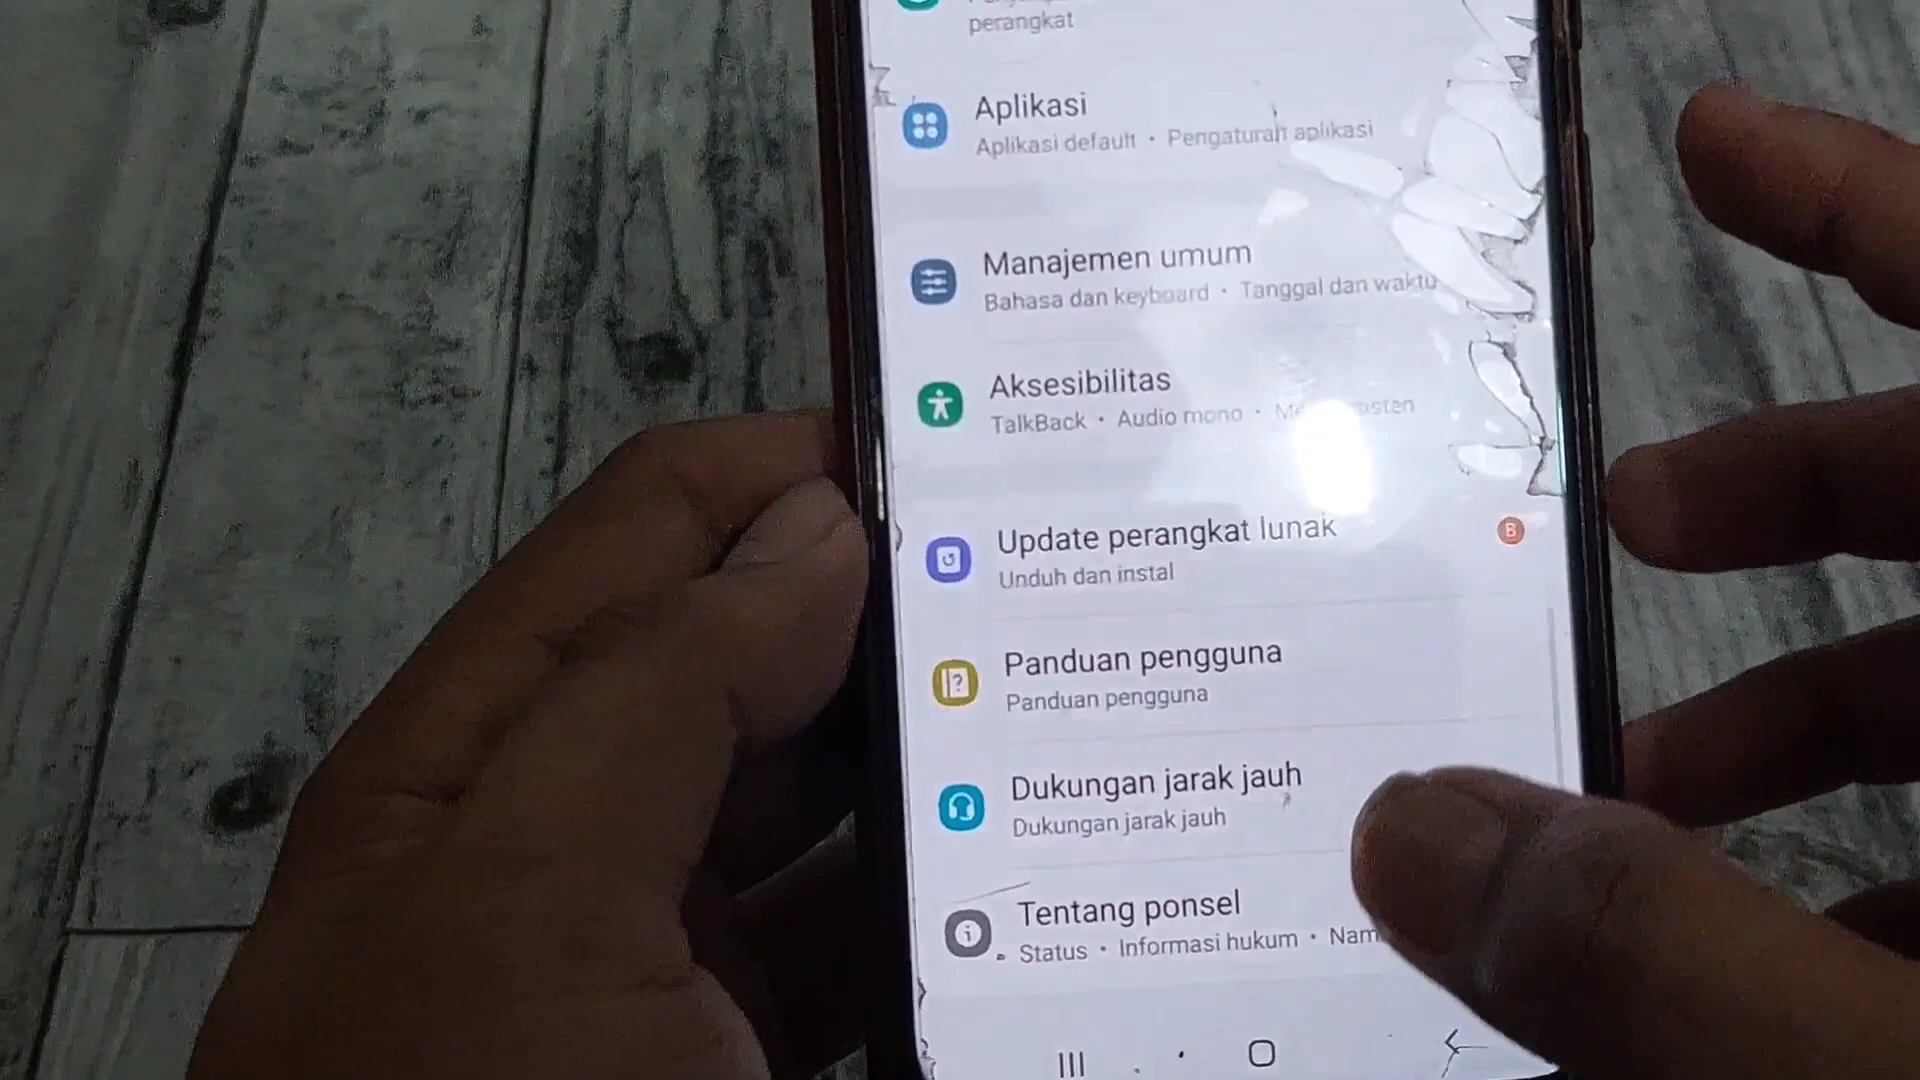 perangkat
Aplikasi
Aplikasi default • Pengaturan aplikasi
Manajemen umum
Bahasa dan keyboard • Tanggal dan waktu
Aksesibilitas
TalkBack • Audio mono •
Update perangkat lunak
B
Unduh dan instal
Panduan pengguna
Panduan pengguna
Dukungan jarak jauh
Dukungan jarak jauh
Tentang ponsel
Status • Informasi hukum •